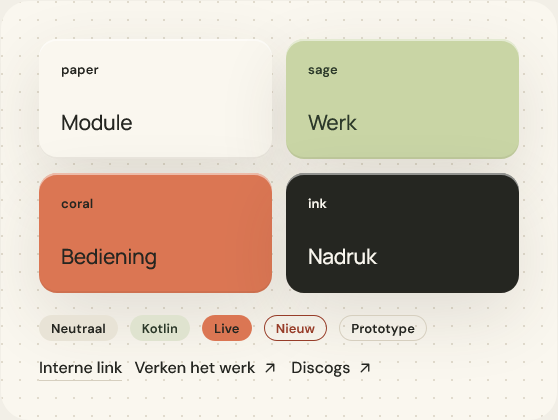 paper
Module
sage
Werk
coral
Bediening
ink
Nadruk
Neutraal Kotlin Live Nieuw Prototype
Interne link Verken het werk ↗ Discogs ↗